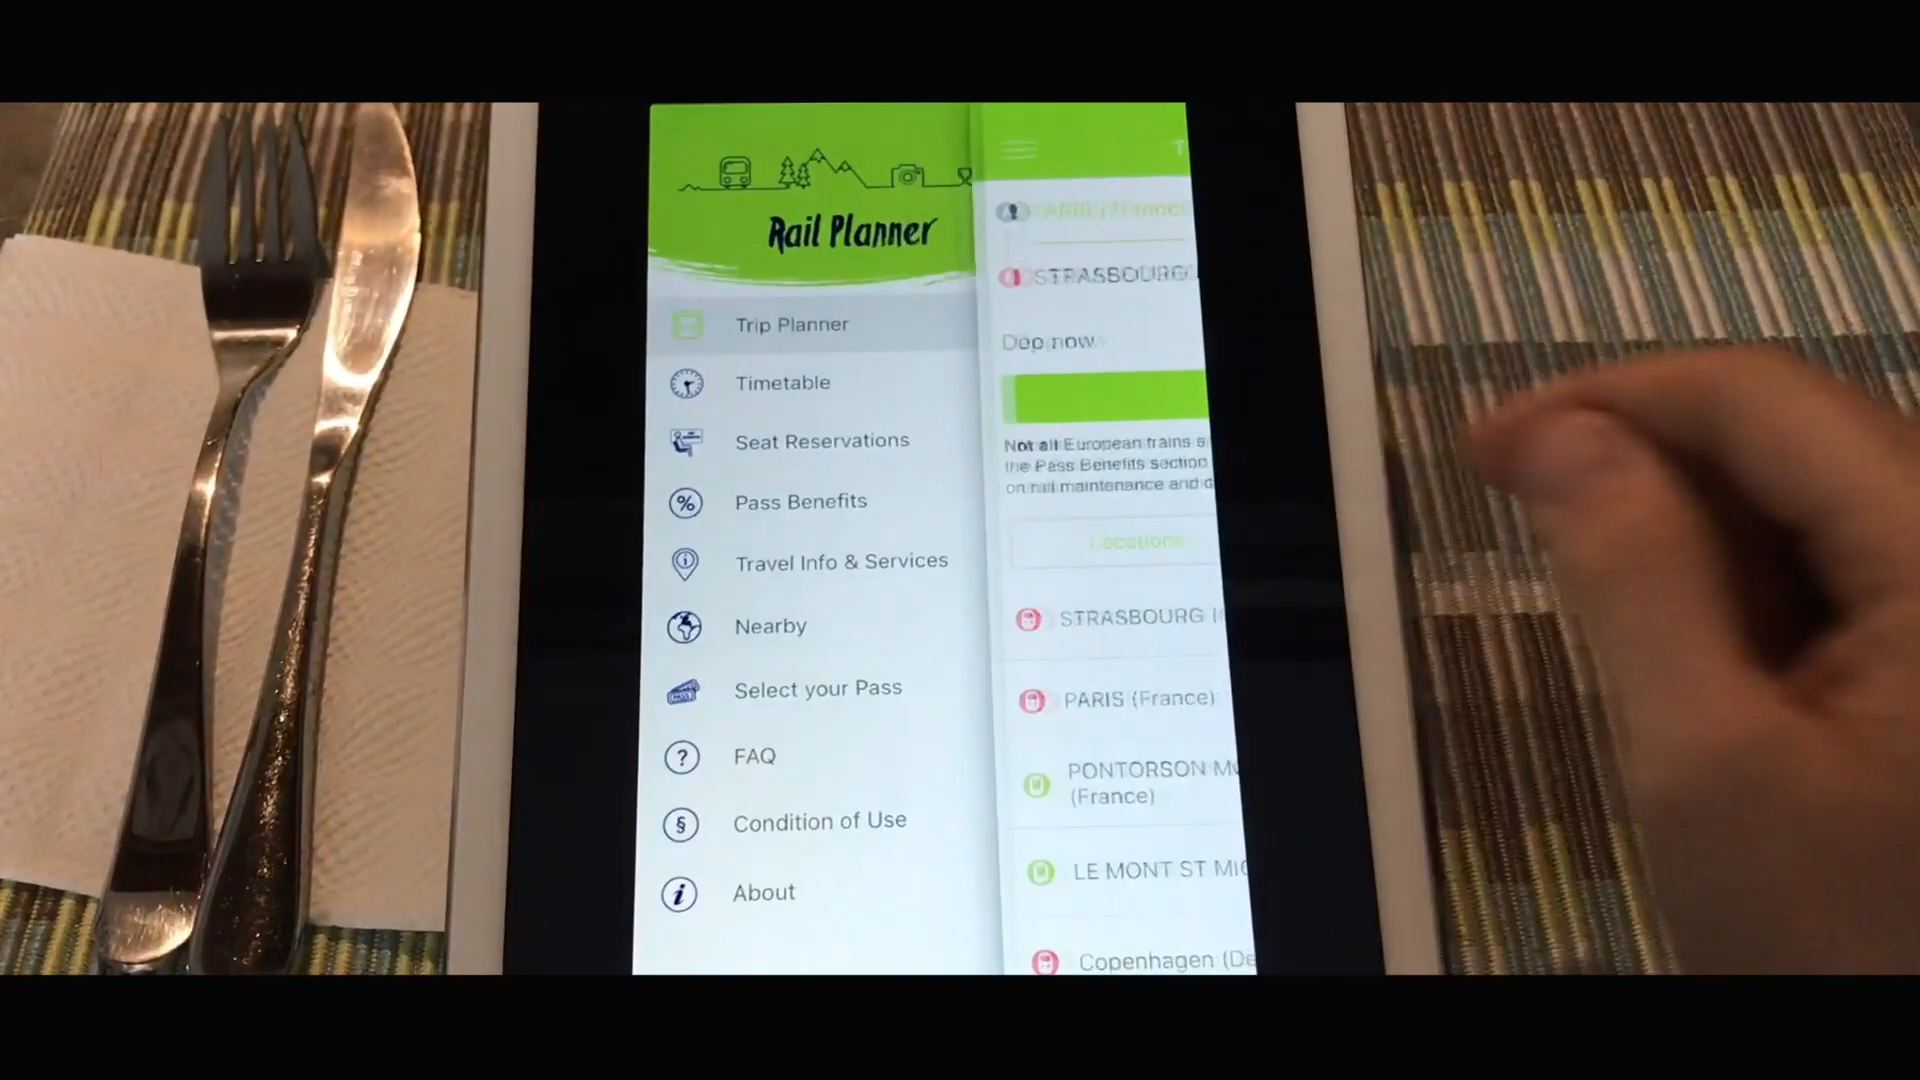 Rail Planner
Trip Planner
Timetable
Seat Reservations
Pass Benefits
Travel Info & Services
Nearby
Select your Pass
FAQ
Condition of Use
About
T
STRASBOURG
Dep now
Not all European trains
the Pass Benefits section
on rail maintenance and
Locations
STRASBOURG
PARIS (France)
PONTORSON
(France)
LE MONT ST
Copenhagen